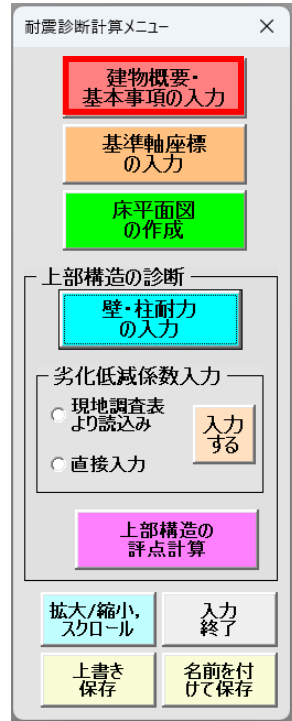 耐震診断計算メニュー
建物概要・
基本事項の入力
基準軸座標
の入力
床平面図
の作成
上部構造の診断
壁・柱耐力
の入力
劣化低減係数入力
現地調査表
より読込み
入力
する
直接入力
上部構造の
評点計算
拡大/縮小,
スクロール
入力
終了
上書き
保存
名前を付
けて保存